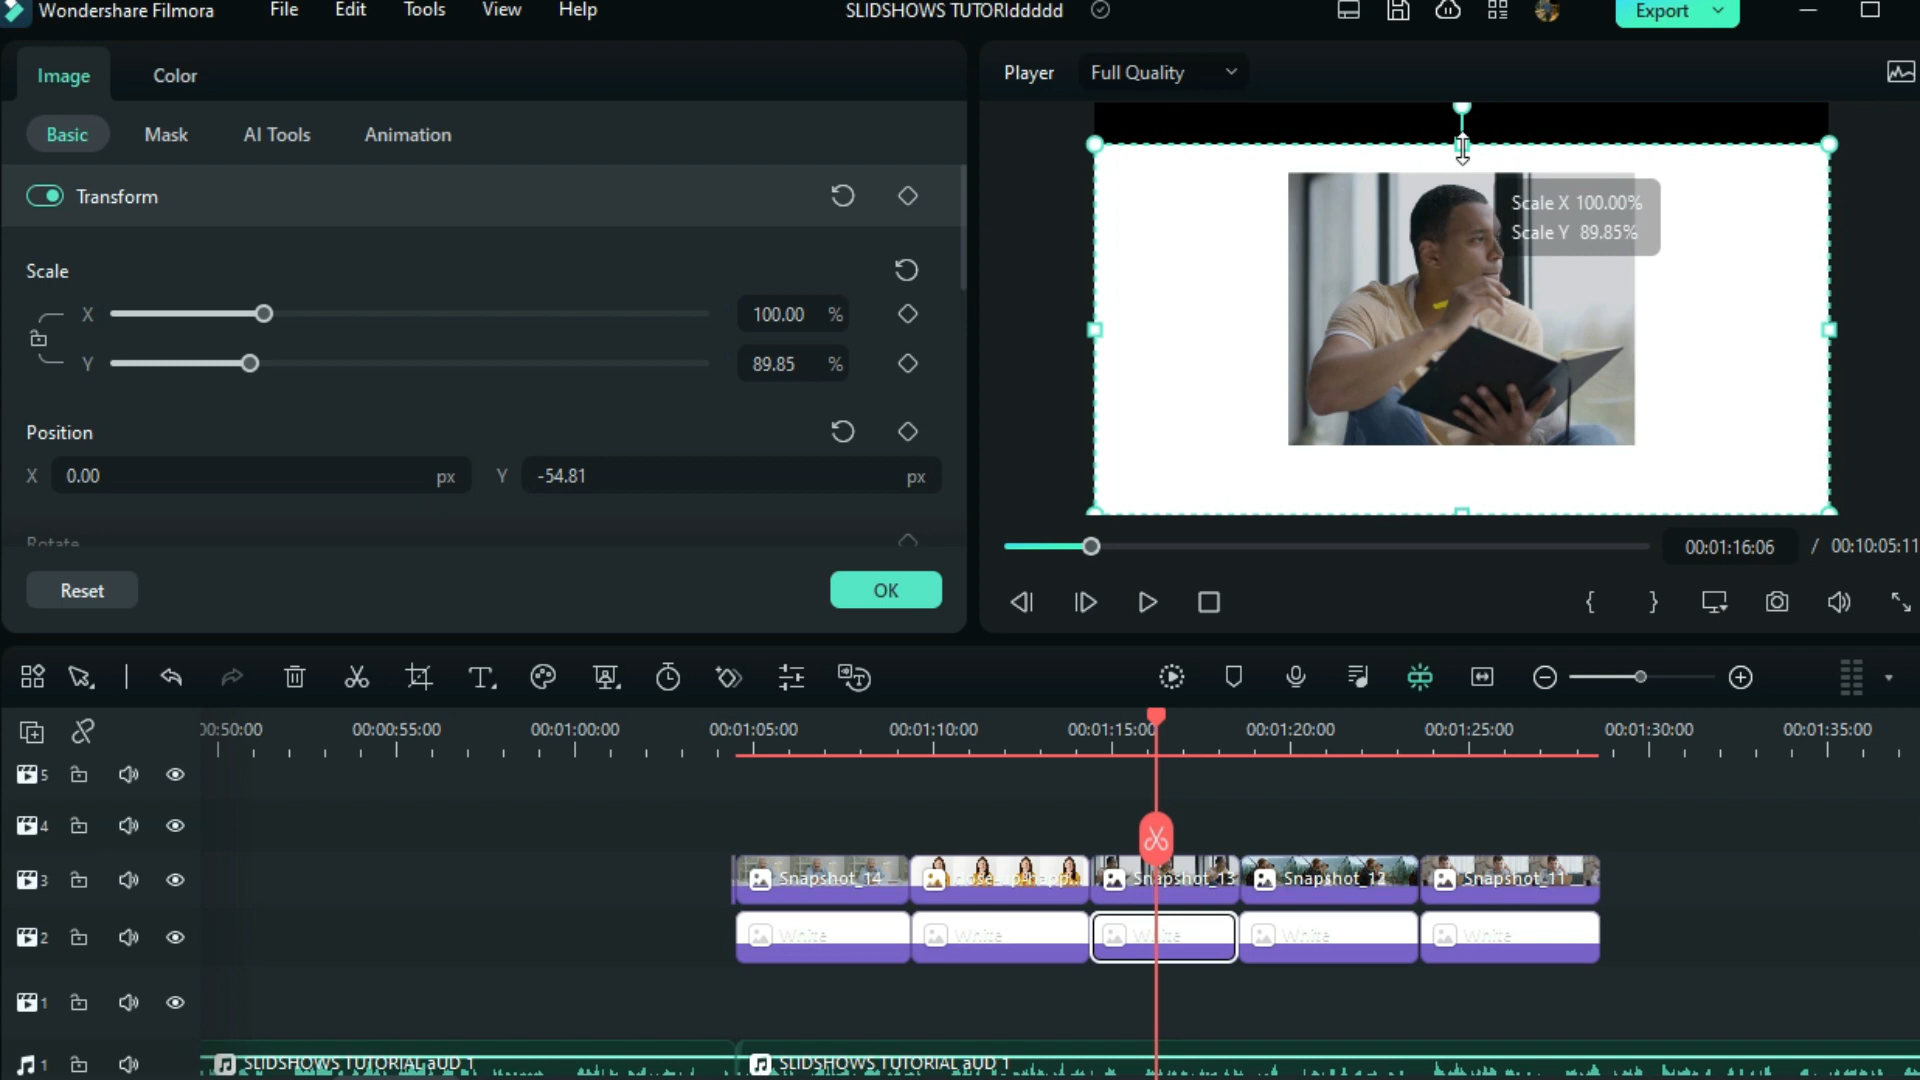 Wondershare Filmora File Edit Tools View Help SLIDSHOWS TUTORIddddd Export
Image Color
Player Full Quality
Basic Mask AI Tools Animation
Transform
Scale X 100.00%
Scale Y 89.85%
Scale
X 100.00 %
Y 89.85 %
Position
X 0.00 px Y -54.81 px
Rotate
00:01:16:06 / 00:10:05:11
Reset OK
00:50:00 00:00:55:00 00:01:00:00 00:01:05:00 00:01:10:00 00:01:15:00 00:01:20:00 00:01:25:00 00:01:30:00 00:01:35:00
5
4
3 Snapshot_14 Snapshot_13 Snapshot_12 Snapshot_11
2 White White White White White
1
1 SLIDSHOWS TUTORIAL aUD 1 SLIDSHOWS TUTORIAL aUD 1